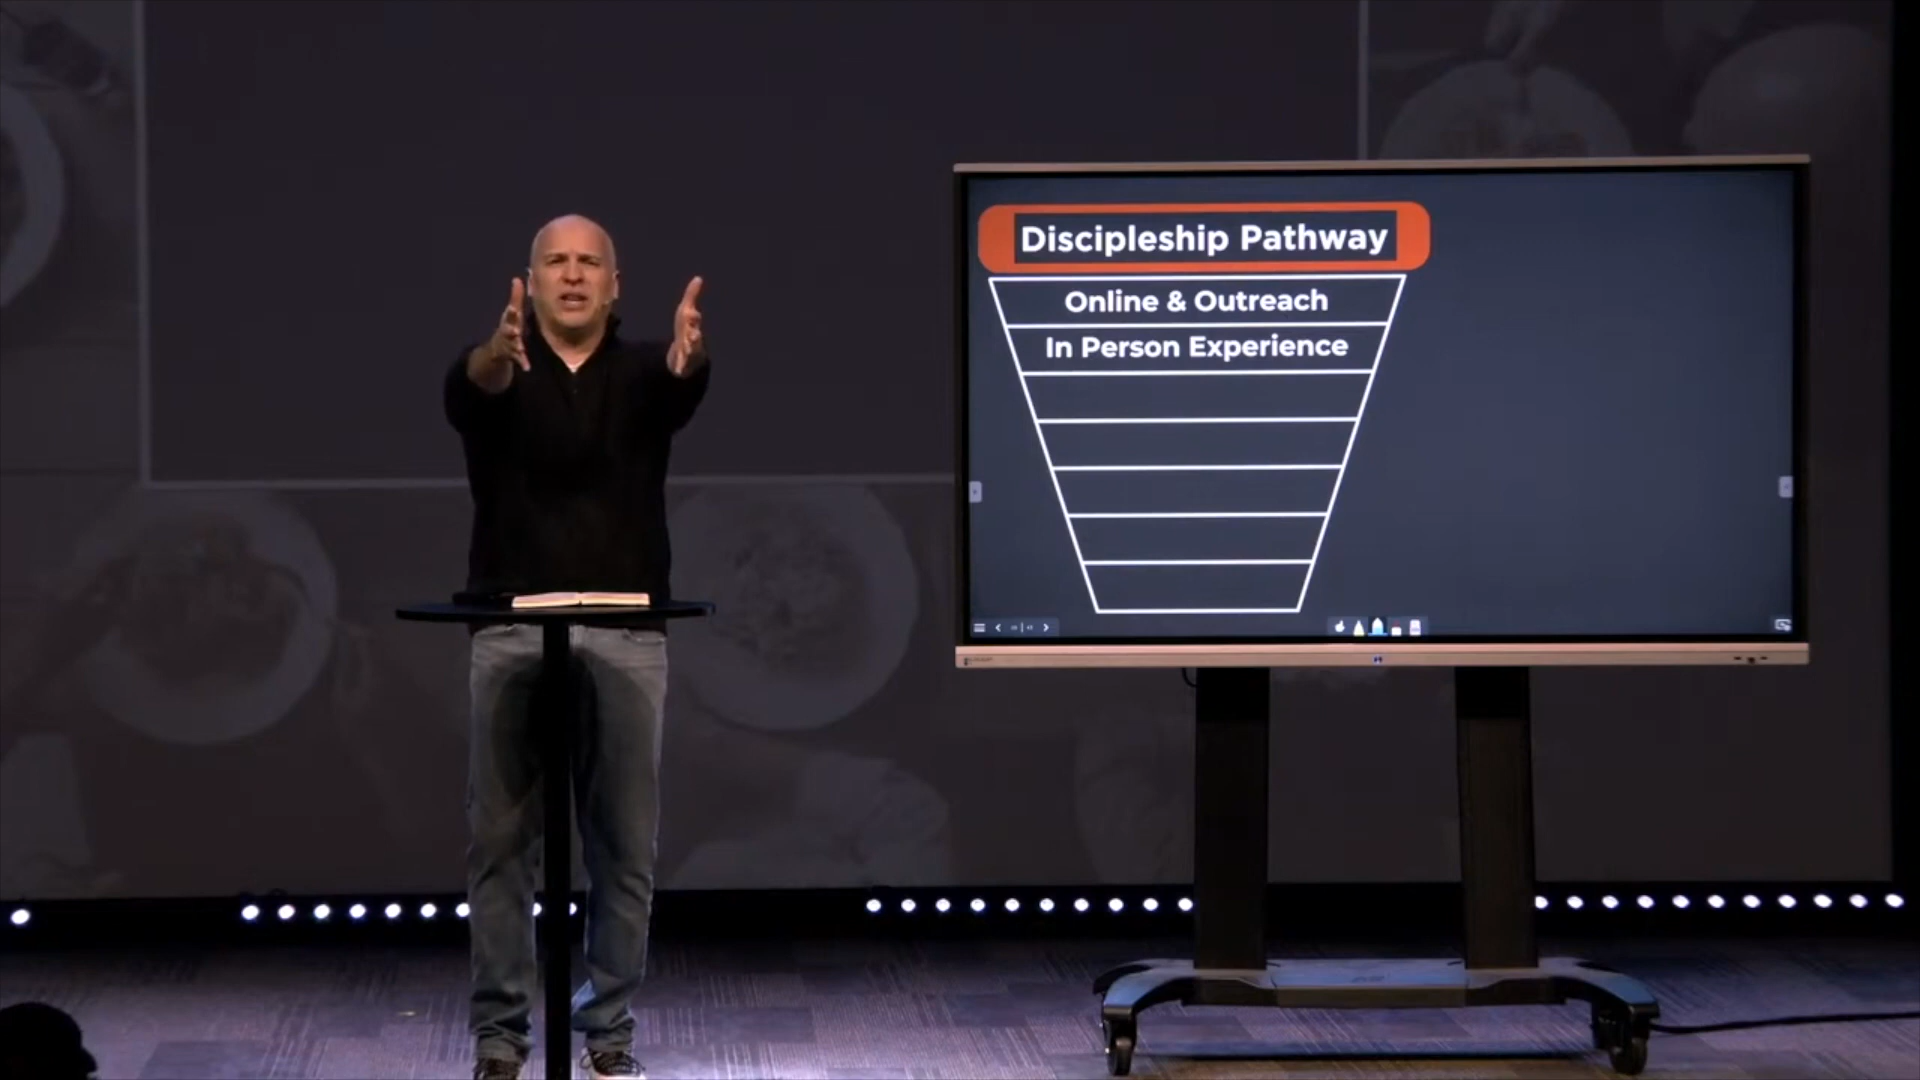 Discipleship Pathway
Online & Outreach
In Person Experience